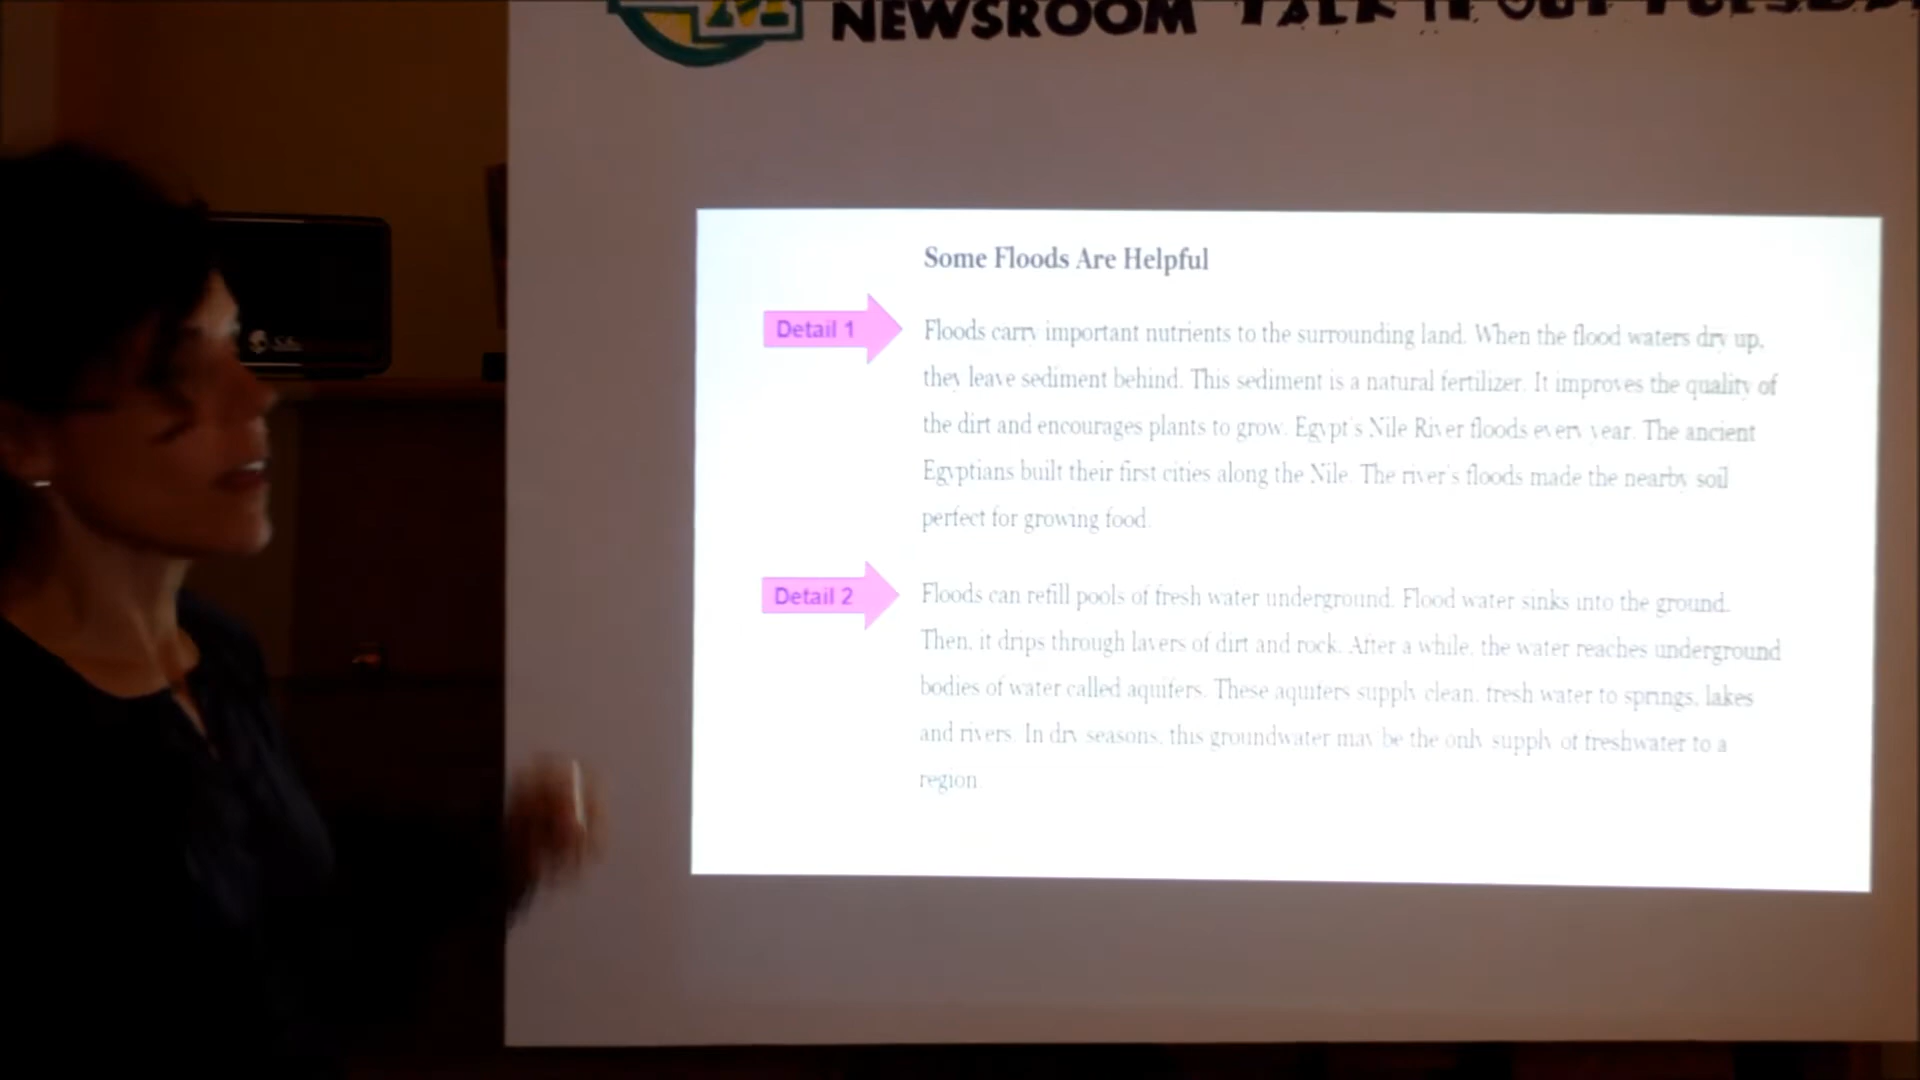 NEWSROOM TALK IT OUT TUESDA
Some Floods Are Helpful
Detail 1
Floods carry important nutrients to the surrounding land. When the flood waters dry up,
they leave sediment behind. This sediment is a natural fertilizer. It improves the quality of
the dirt and encourages plants to grow. Egypt's Nile River floods every year. The ancient
Egyptians built their first cities along the Nile. The river's floods made the nearby soil
perfect for growing food.
Detail 2
Floods can refill pools of fresh water underground. Flood water sinks into the ground.
Then, it drips through layers of dirt and rock. After a while, the water reaches underground
bodies of water called aquifers. These aquifers supply clean, fresh water to springs, lakes
and rivers. In dry seasons, this groundwater may be the only supply of freshwater to a
region.